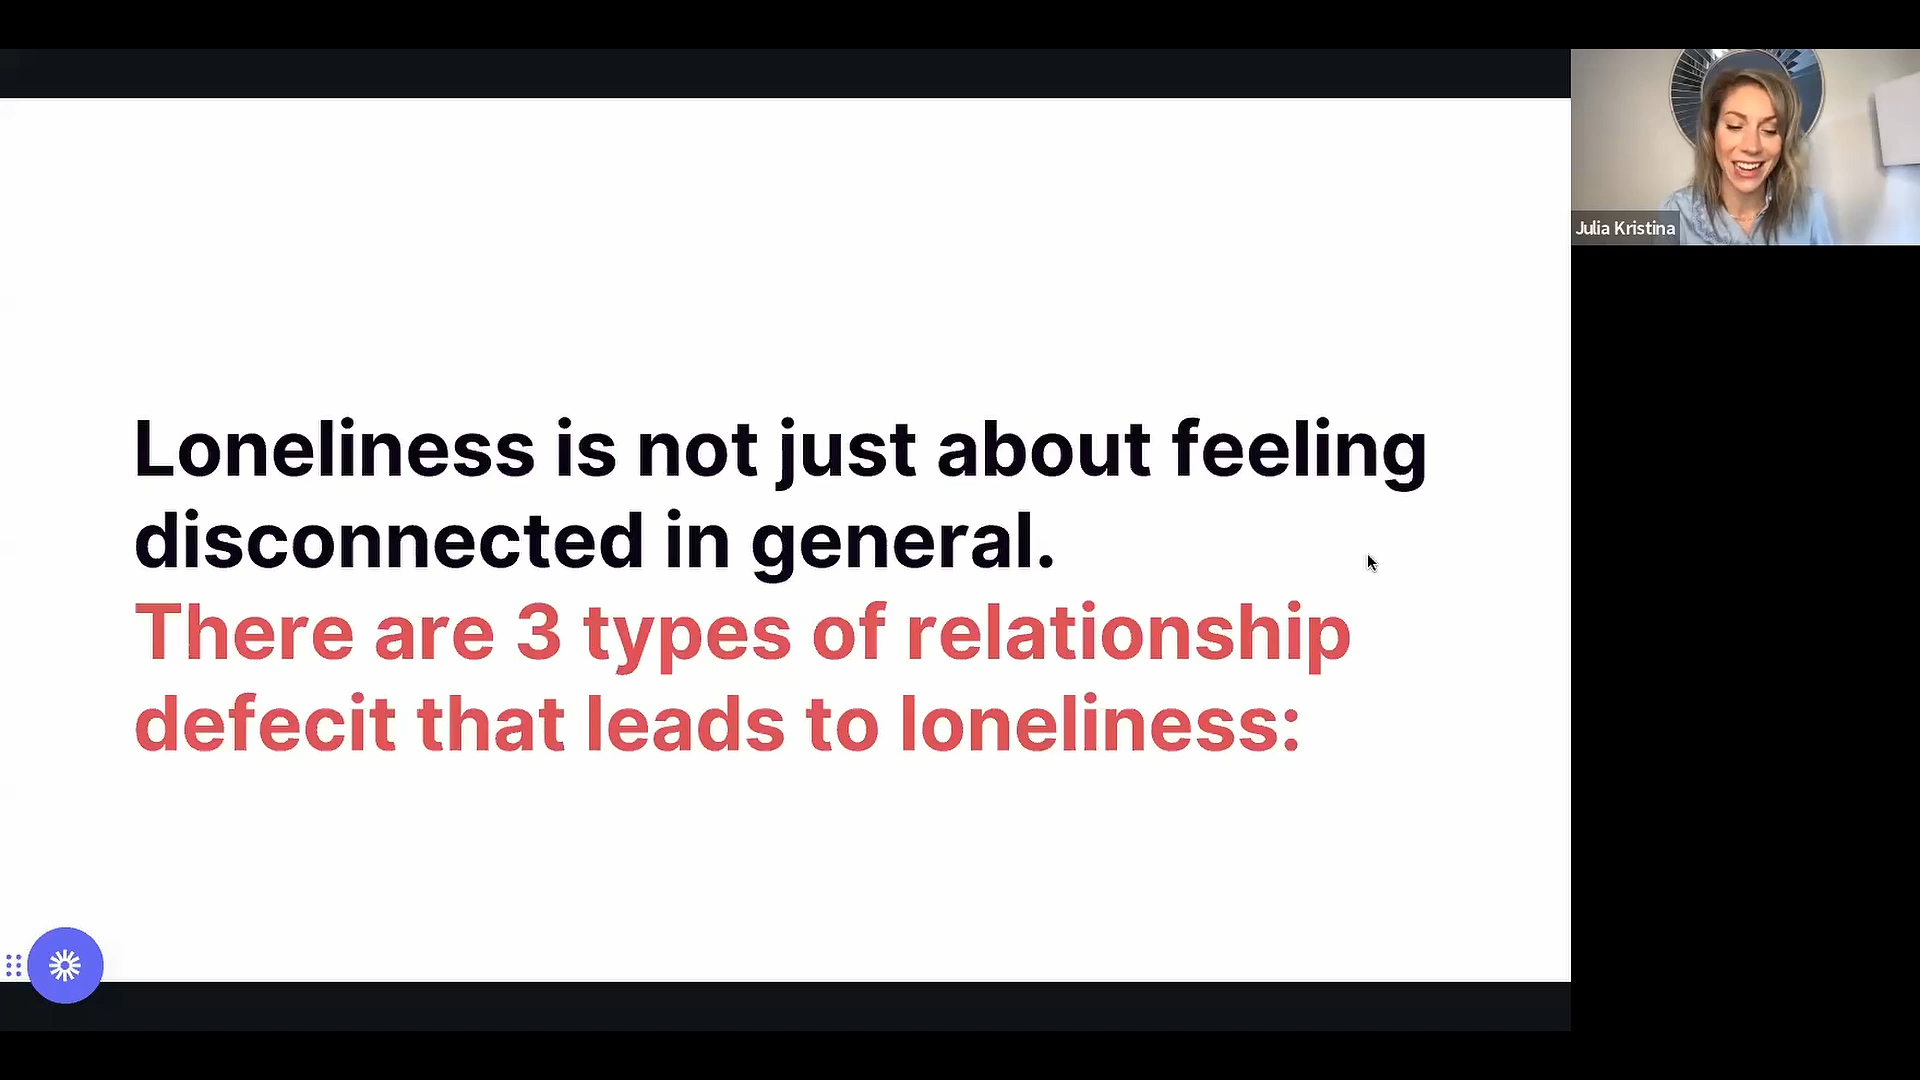 Loneliness is not just about feeling
disconnected in general.
There are 3 types of relationship
defecit that leads to loneliness:
Julia Kristina